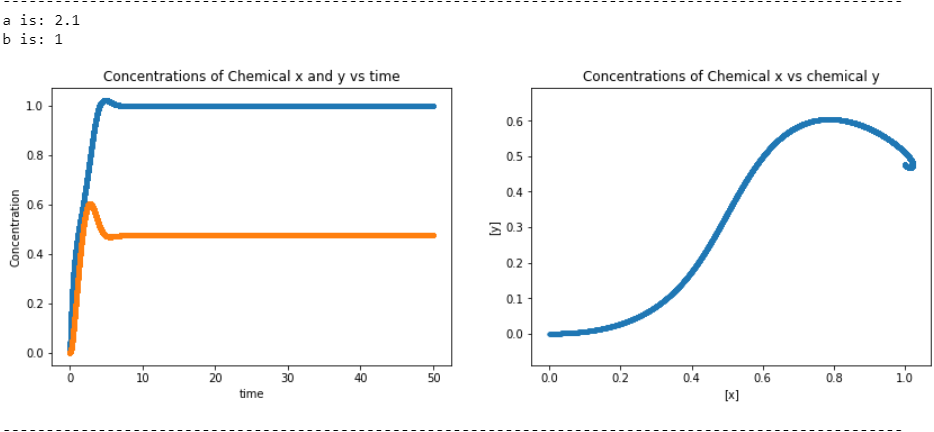 ----------------------------------------------------------------------------------------------------
a is: 2.1
b is: 1
Concentrations of Chemical x and y vs time
Concentration
1.0
0.8
0.6
0.4
0.2
0.0
0 10 20 30 40 50
time
Concentrations of Chemical x vs chemical y
[y]
0.6
0.5
0.4
0.3
0.2
0.1
0.0
0.0 0.2 0.4 0.6 0.8 1.0
[x]
----------------------------------------------------------------------------------------------------